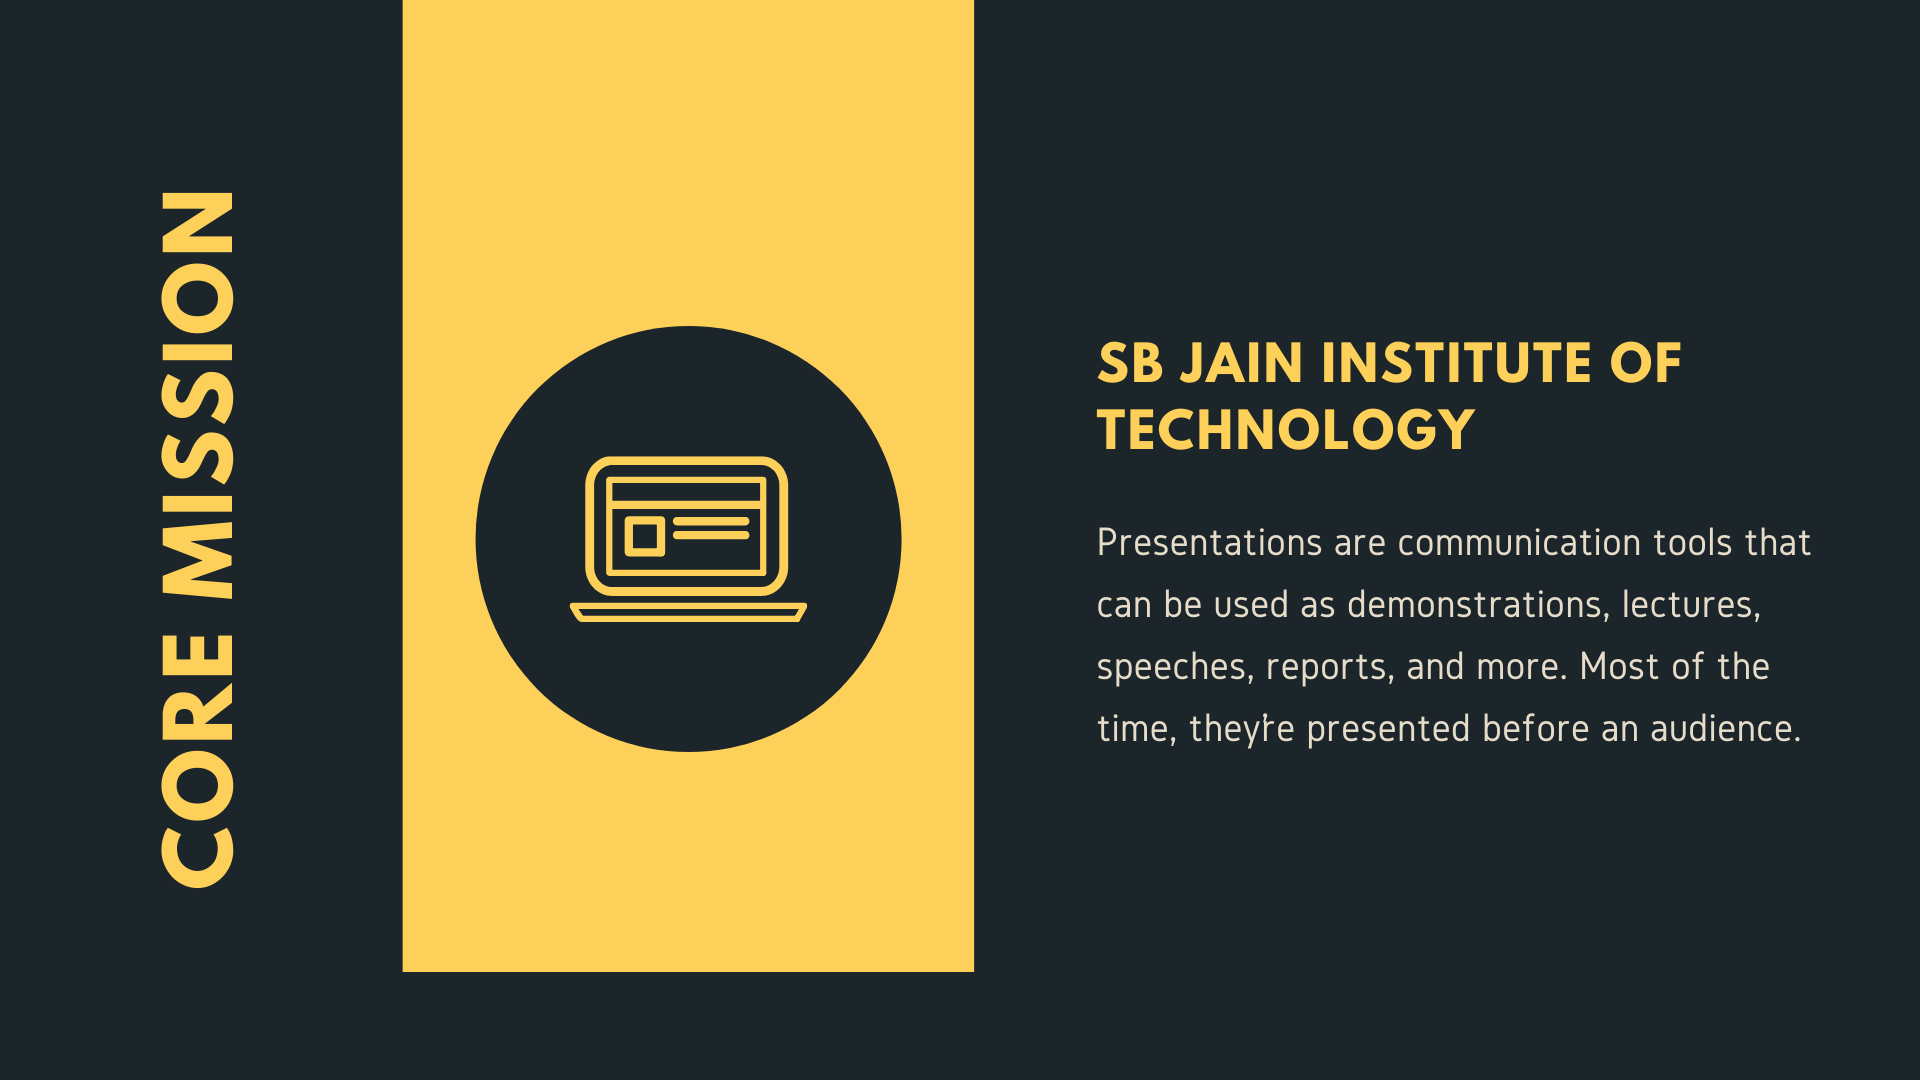 CORE MISSION
SB JAIN INSTITUTE OF
TECHNOLOGY
Presentations are communication tools that
can be used as demonstrations, lectures,
speeches, reports, and more. Most of the
time, they're presented before an audience.